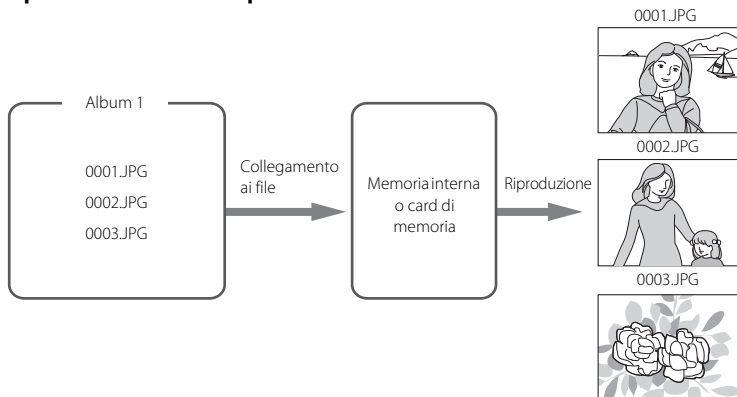 Album 1
0001.JPG
0002.JPG
0003.JPG
Collegamento
ai file
Memoria interna
o card di
memoria
Riproduzione
0001.JPG
0002.JPG
0003.JPG